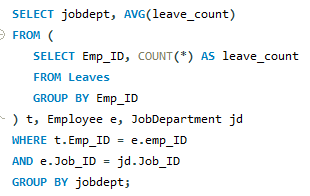 SELECT jobdept, AVG(leave_count)
FROM (
SELECT Emp_ID, COUNT(*) AS leave_count
FROM Leaves
GROUP BY Emp_ID
) t, Employee e, JobDepartment jd
WHERE t.Emp_ID = e.emp_ID
AND e.Job_ID = jd.Job_ID
GROUP BY jobdept;